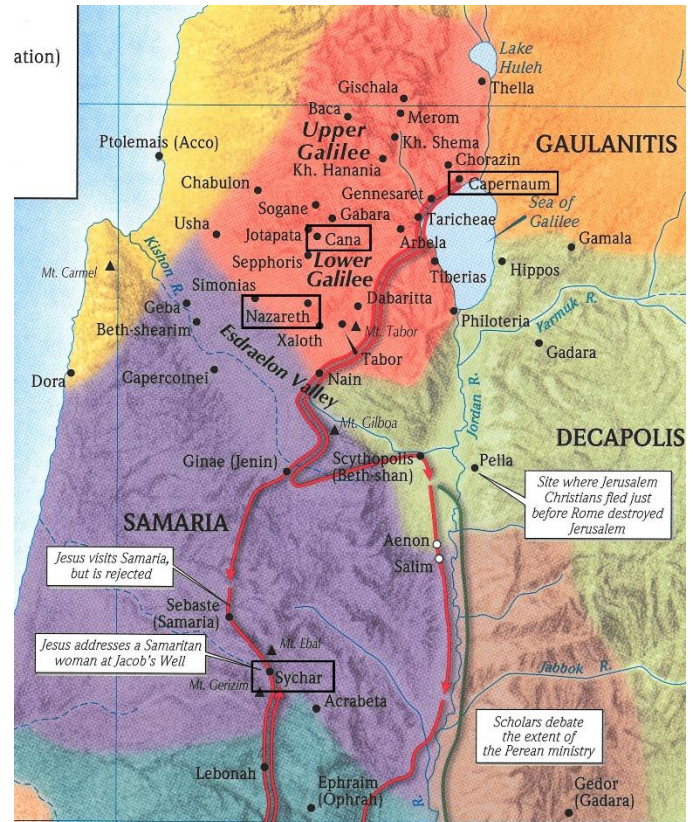 ation)
Lake
Huleh
Thella
Gischala
Baca
Merom
Upper
Galilee
Kh. Shema
Kh. Hanania
GAULANITIS
Ptolemais (Acco)
Chorazin
Capernaum
Chabulon
Gennesaret
Sea of
Galilee
Sogane
Gabara
Taricheae
Usha
Jotapata
Cana
Arbela
Gamala
Kishon R.
Sepphoris
Lower
Galilee
Tiberias
Hippos
Mt. Carmel
Simonias
Dabaritta
Geba
Nazareth
Philoteria
Yarmuk R.
Beth-shearim
Xaloth
Mt. Tabor
Tabor
Gadara
Esdraelon Valley
Dora
Capercotnei
Nain
Jordan R.
Mt. Gilboa
DECAPOLIS
Ginae (Jenin)
Scythopolis
(Beth-shan)
Pella
Site where Jerusalem
Christians fled just
before Rome destroyed
Jerusalem
SAMARIA
Aenon
Salim
Jesus visits Samaria,
but is rejected
Sebaste
(Samaria)
Jesus addresses a Samaritan
woman at Jacob's Well
Mt. Ebal
Sychar
Jabbok R.
Mt. Gerizim
Acrabeta
Scholars debate
the extent of
the Perean ministry
Lebonah
Ephraim
(Ophrah)
R.
Gedor
(Gadara)